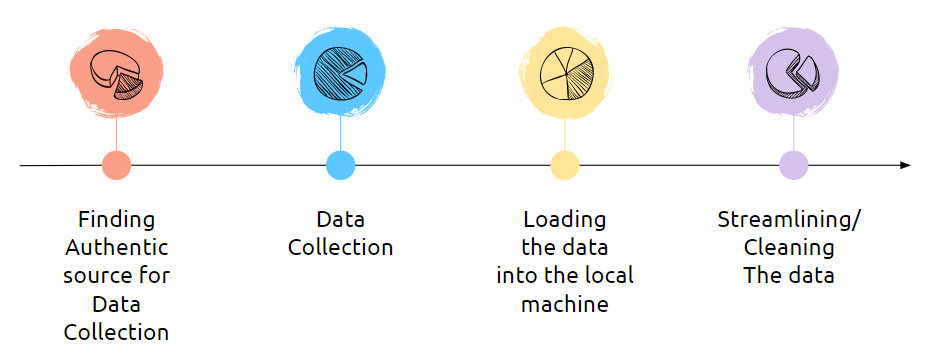 Finding
Authentic
source for
Data
Collection
Data
Collection
Loading
the data
into the local
machine
Streamlining/
Cleaning
The data